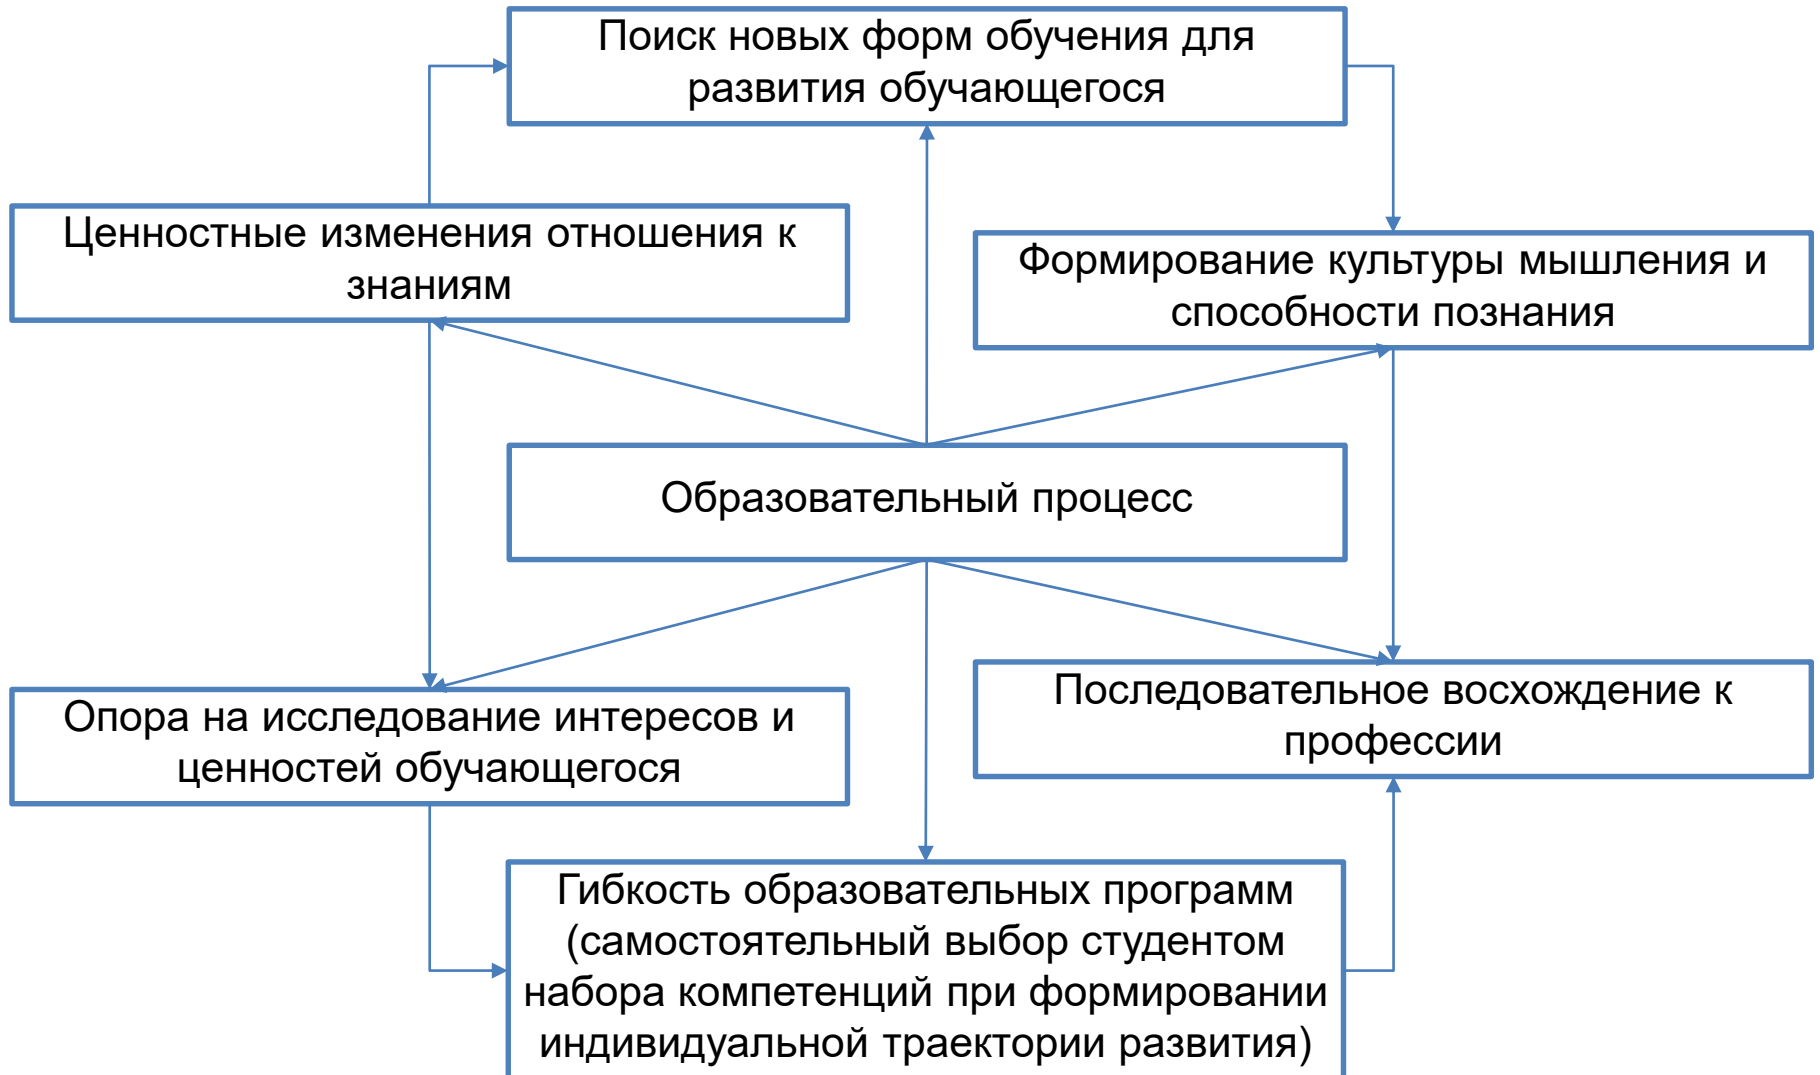 Поиск новых форм обучения для
развития обучающегося
Ценностные изменения отношения к
знаниям
Формирование культуры мышления и
способности познания
Образовательный процесс
Опора на исследование интересов и
ценностей обучающегося
Последовательное восхождение к
профессии
Гибкость образовательных программ
(самостоятельный выбор студентом
набора компетенций при формировании
индивидуальной траектории развития)